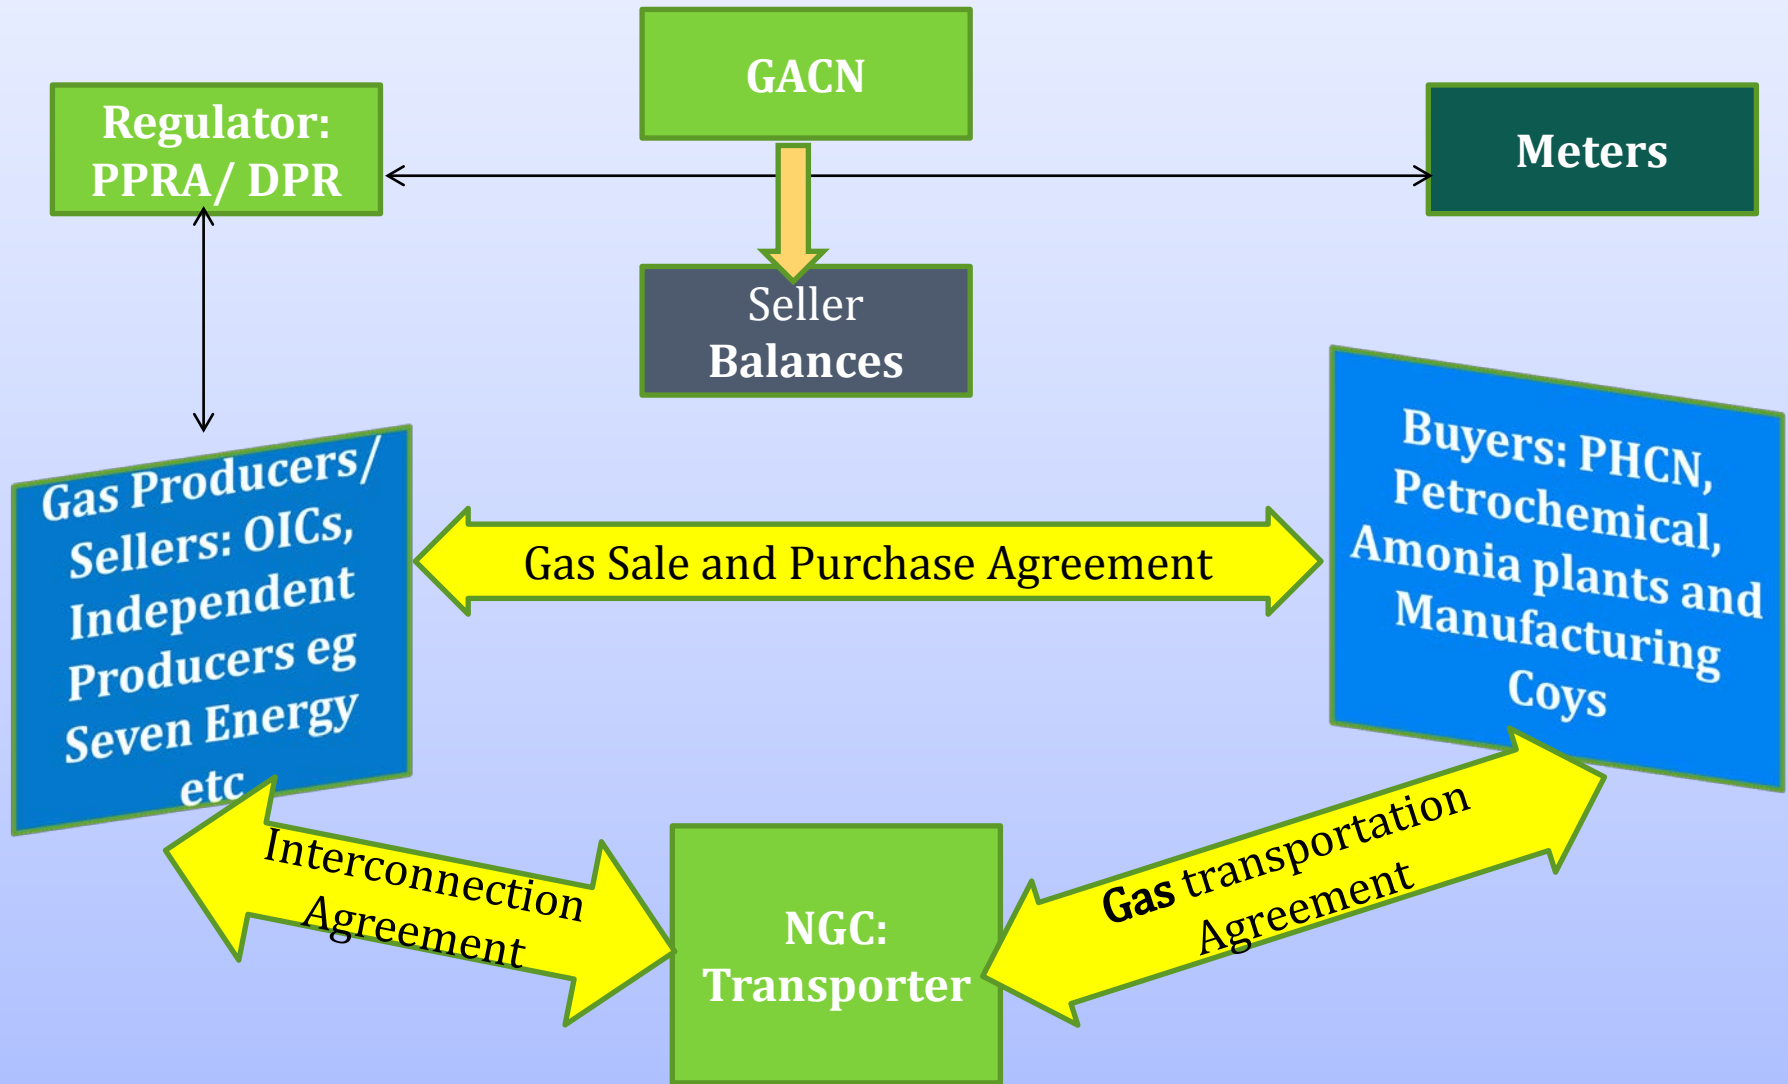 GACN
Regulator:
PPRA/ DPR
Meters
Seller
Balances
Gas Producers/
Sellers: OICs,
Independent
Producers eg
Seven Energy
etc
Gas Sale and Purchase Agreement
Buyers: PHCN,
Petrochemical,
Amonia plants and
Manufacturing
Coys
Interconnection
Agreement
NGC:
Transporter
Gas transportation
Agreement